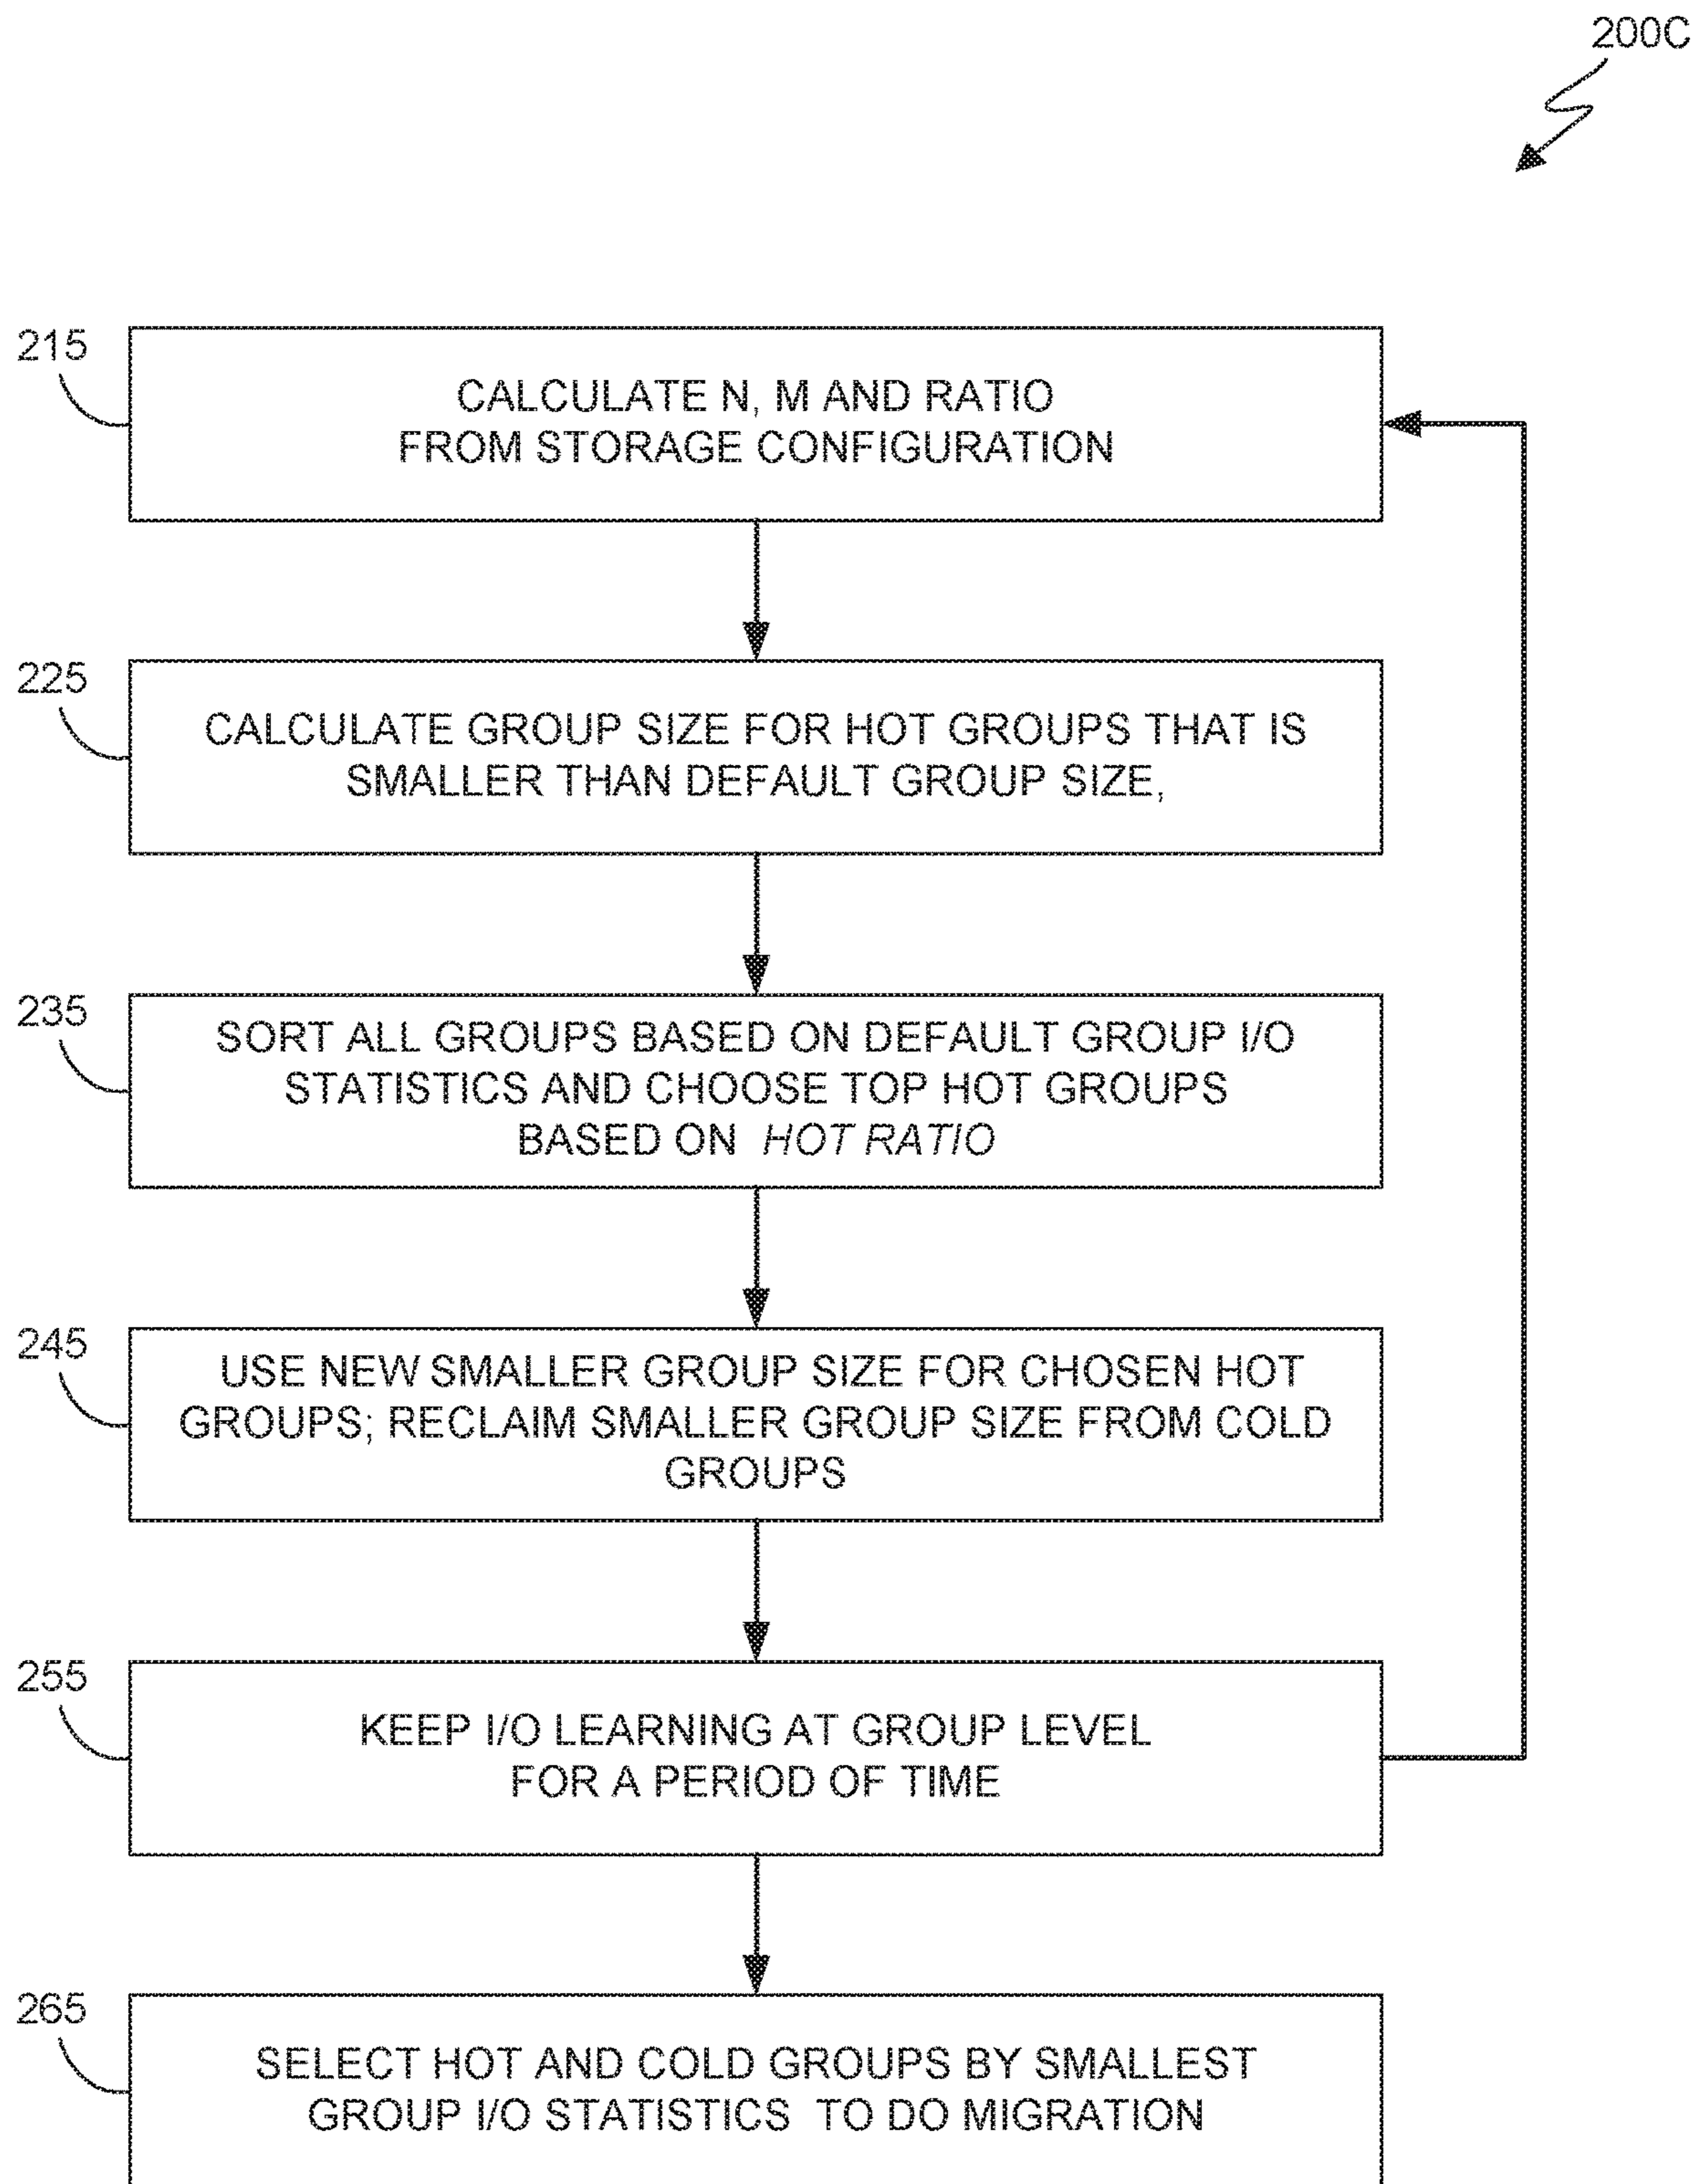 200C
215
CALCULATE N, M AND RATIO
FROM STORAGE CONFIGURATION
225
CALCULATE GROUP SIZE FOR HOT GROUPS THAT IS
SMALLER THAN DEFAULT GROUP SIZE,
235
SORT ALL GROUPS BASED ON DEFAULT GROUP I/O
STATISTICS AND CHOOSE TOP HOT GROUPS
BASED ON HOT RATIO
245
USE NEW SMALLER GROUP SIZE FOR CHOSEN HOT
GROUPS; RECLAIM SMALLER GROUP SIZE FROM COLD
GROUPS
255
KEEP I/O LEARNING AT GROUP LEVEL
FOR A PERIOD OF TIME
265
SELECT HOT AND COLD GROUPS BY SMALLEST
GROUP I/O STATISTICS TO DO MIGRATION